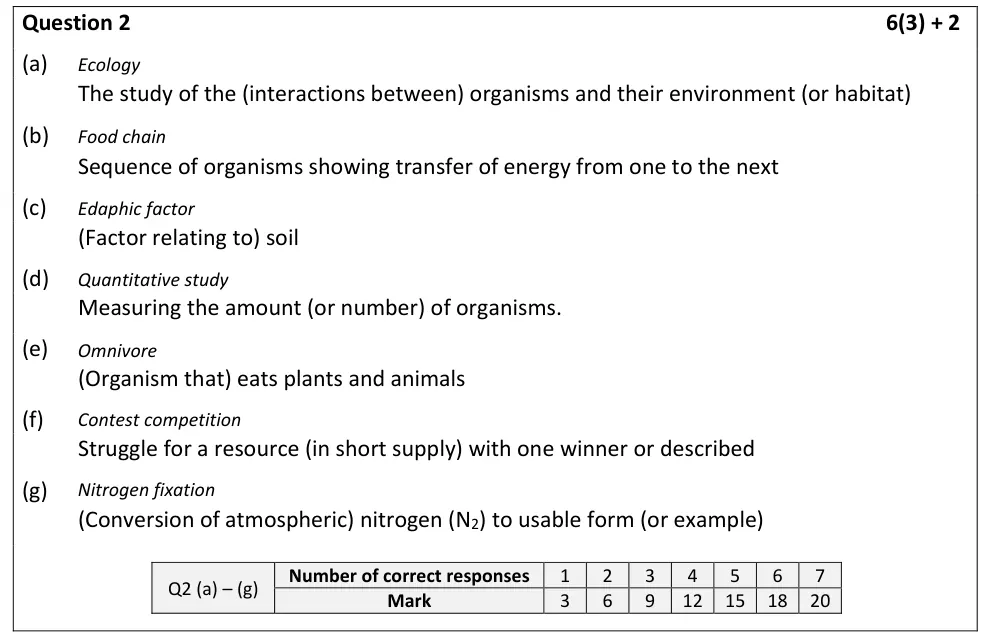 Question 2 6(3) + 2
(a) Ecology
The study of the (interactions between) organisms and their environment (or habitat)
(b) Food chain
Sequence of organisms showing transfer of energy from one to the next
(c) Edaphic factor
(Factor relating to) soil
(d) Quantitative study
Measuring the amount (or number) of organisms.
(e) Omnivore
(Organism that) eats plants and animals
(f) Contest competition
Struggle for a resource (in short supply) with one winner or described
(g) Nitrogen fixation
(Conversion of atmospheric) nitrogen (N₂) to usable form (or example)
Q2 (a) – (g)
Number of correct responses 1 2 3 4 5 6 7
Mark 3 6 9 12 15 18 20